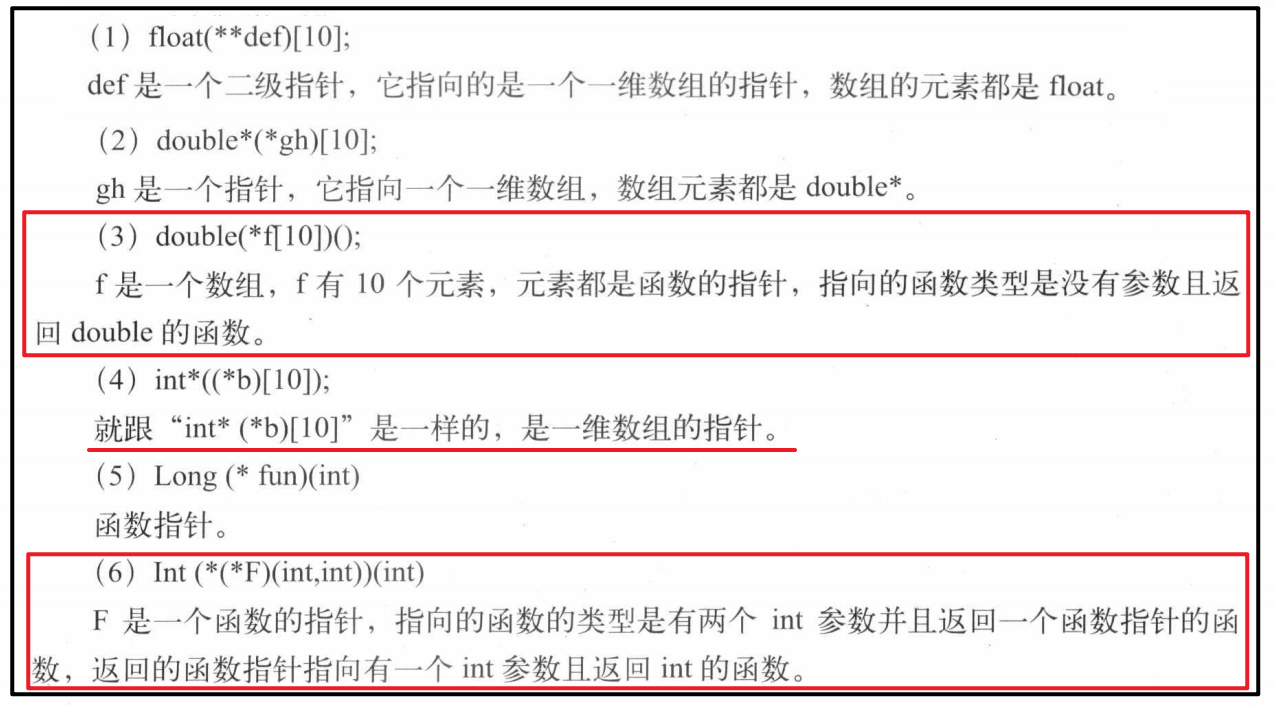 （1）float(**def)[10];
def 是一个二级指针，它指向的是一个一维数组的指针，数组的元素都是 float。
（2）double*(*gh)[10];
gh 是一个指针，它指向一个一维数组，数组元素都是 double*。
（3）double(*f[10])();
f 是一个数组，f 有 10 个元素，元素都是函数的指针，指向的函数类型是没有参数且返
回 double 的函数。
（4）int*((*b)[10]);
就跟“int* (*b)[10]”是一样的，是一维数组的指针。
（5）Long (* fun)(int)
函数指针。
（6）Int (*(*F)(int,int))(int)
F 是一个函数的指针，指向的函数的类型是有两个 int 参数并且返回一个函数指针的函
数，返回的函数指针指向有一个 int 参数且返回 int 的函数。